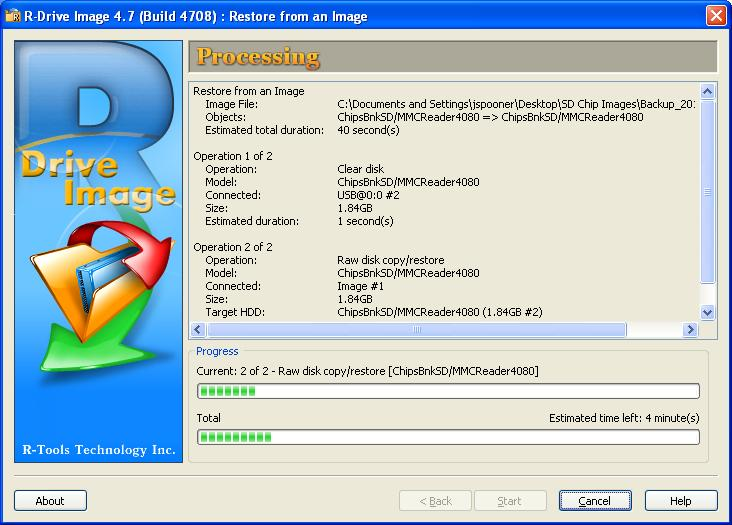 R-Drive Image 4.7 (Build 4708) : Restore from an Image
R
Drive
Image
R-Tools Technology Inc.
Processing
Restore from an Image
Image File: C:\Documents and Settings\jspooner\Desktop\SD Chip Images\Backup_20
Objects: ChipsBnkSD/MMCReader4080 => ChipsBnkSD/MMCReader4080
Estimated total duration: 40 second(s)
Operation 1 of 2
Operation: Clear disk
Model: ChipsBnkSD/MMCReader4080
Connected: USB@0:0 #2
Size: 1.84GB
Estimated duration: 1 second(s)
Operation 2 of 2
Operation: Raw disk copy/restore
Model: ChipsBnkSD/MMCReader4080
Connected: Image #1
Size: 1.84GB
Target HDD: ChipsBnkSD/MMCReader4080 (1.84GB #2)
Progress
Current: 2 of 2 - Raw disk copy/restore [ChipsBnkSD/MMCReader4080]
Total Estimated time left: 4 minute(s)
About < Back Start Cancel Help